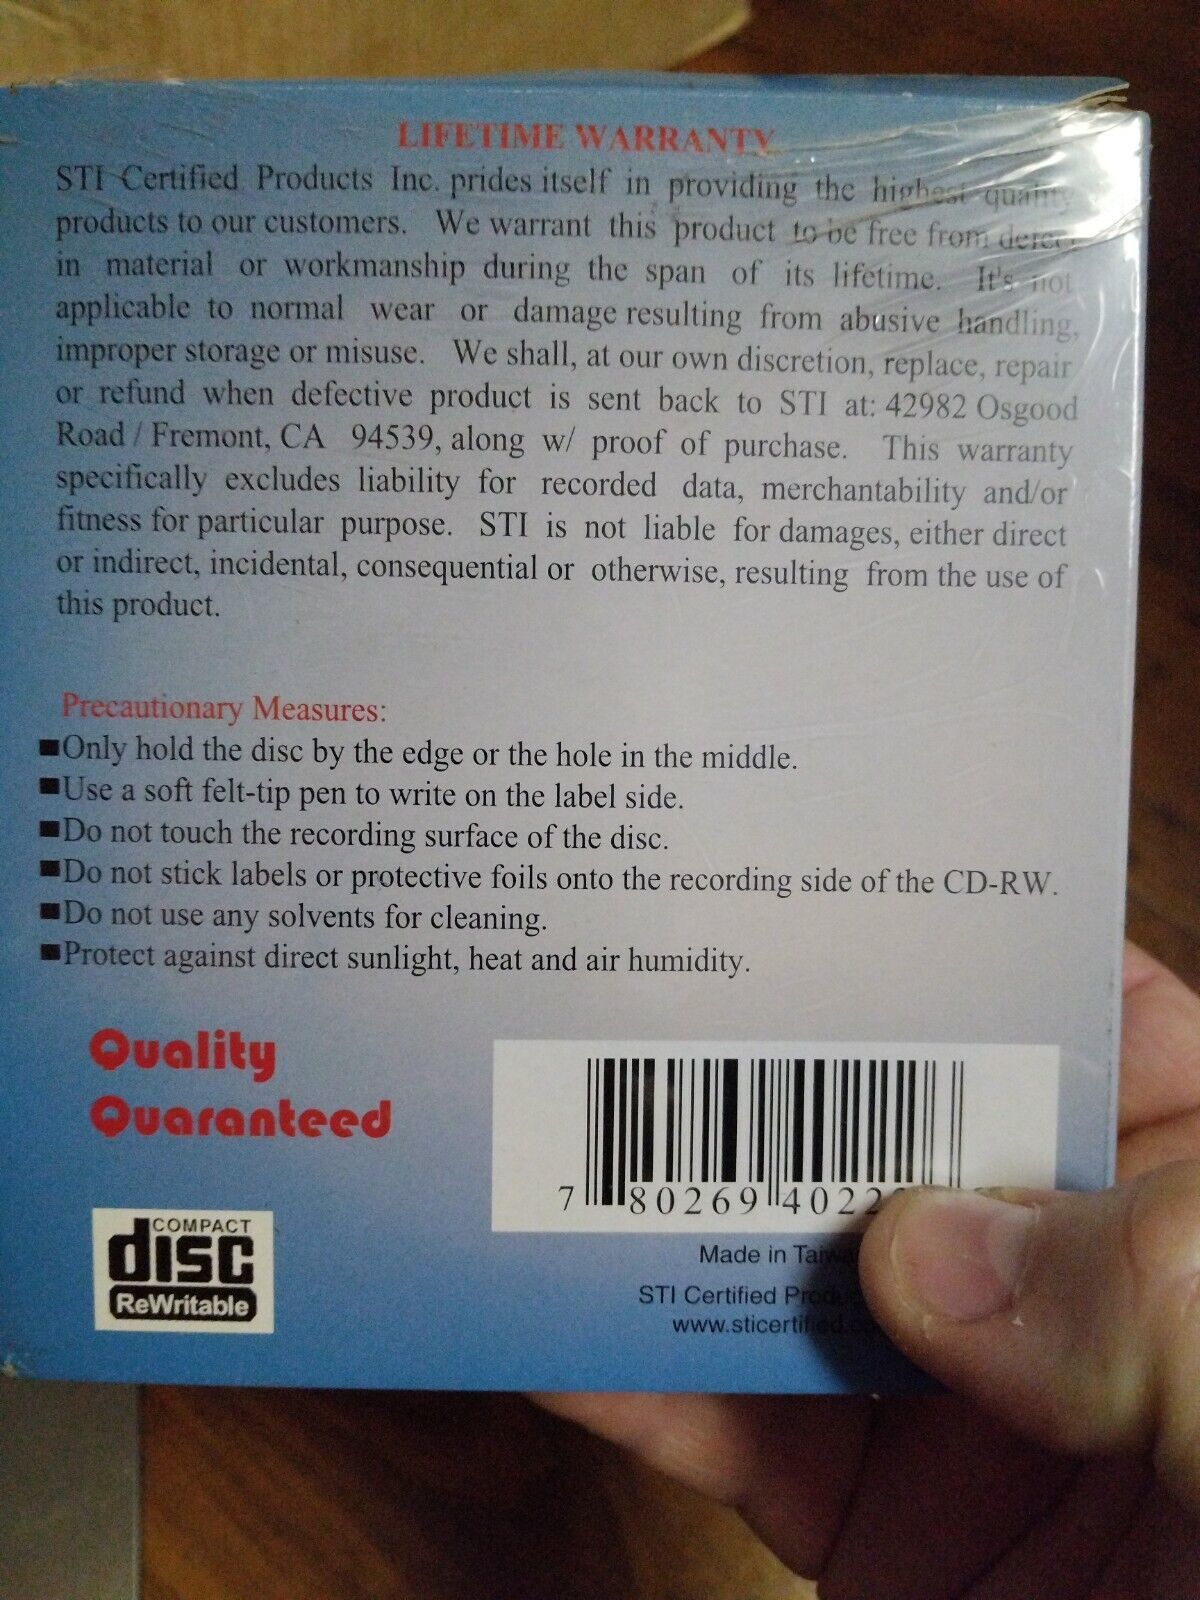 LIFETIME WARRANTY
STI Certified Products Inc. prides itself in providing the highest quality
products to our customers. We warrant this product to be free from defect
in material or workmanship during the span of its lifetime. It's not
applicable to normal wear or damage resulting from abusive handling,
improper storage or misuse. We shall, at our own discretion, replace, repair
or refund when defective product is sent back to STI at: 42982 Osgood
Road / Fremont, CA 94539, along w/ proof of purchase. This warranty
specifically excludes liability for recorded data, merchantability and/or
fitness for particular purpose. STI is not liable for damages, either direct
or indirect, incidental, consequential or otherwise, resulting from the use of
this product.
Precautionary Measures:
■Only hold the disc by the edge or the hole in the middle.
■Use a soft felt-tip pen to write on the label side.
■Do not touch the recording surface of the disc.
■Do not stick labels or protective foils onto the recording side of the CD-RW.
■Do not use any solvents for cleaning.
■Protect against direct sunlight, heat and air humidity.
Quality
Quaranteed
7 80269 4022
Made in Taiwan
STI Certified Produc
www.sticertified.co
COMPACT
disc
ReWritable